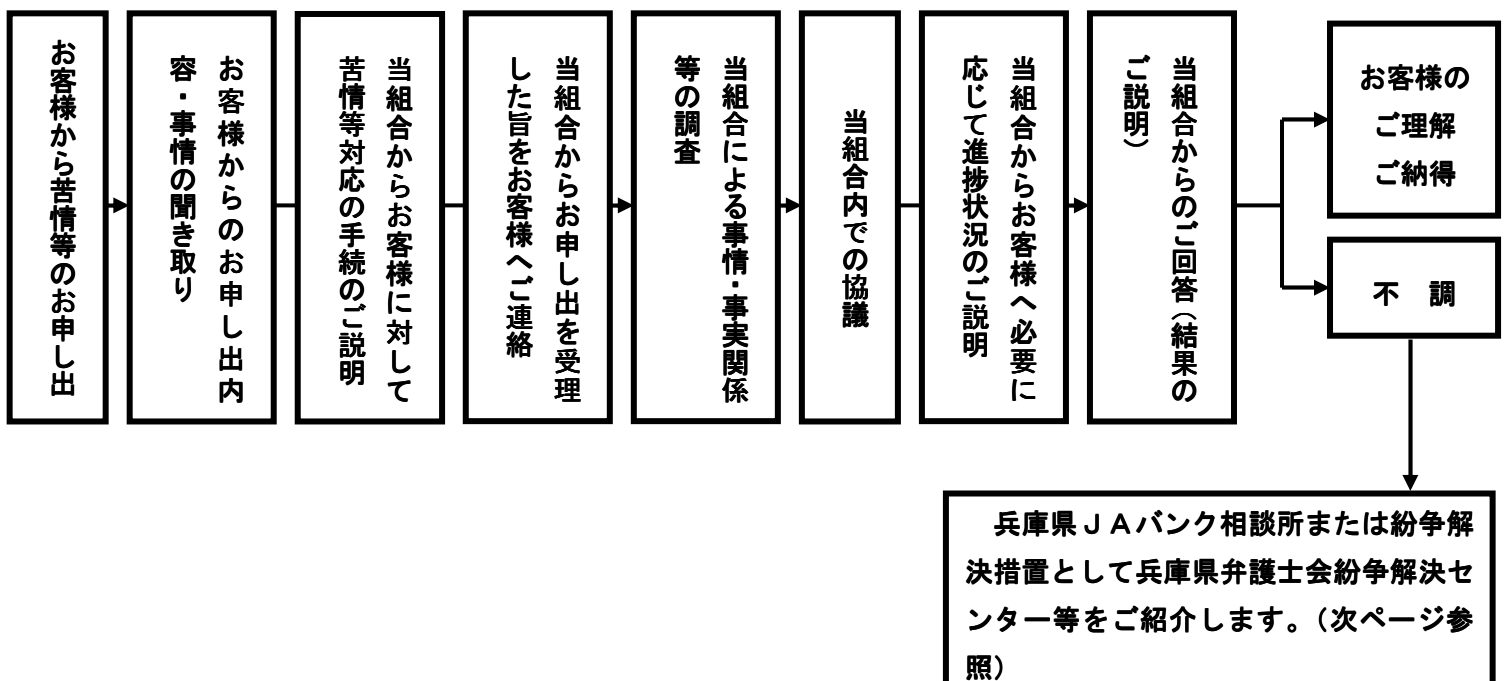 お客様から苦情等のお申し出
お客様からのお申し出内
容・事情の聞き取り
当組合からお客様に対して
苦情等対応の手続のご説明
当組合からお申し出を受理
した旨をお客様へご連絡
当組合による事情・事実関係
等の調査
当組合内での協議
当組合からお客様へ必要に
応じて進捗状況のご説明
当組合からのご回答（結果の
ご説明）
お客様の
ご理解
ご納得
不　調
兵庫県ＪＡバンク相談所または紛争解
決措置として兵庫県弁護士会紛争解決セ
ンター等をご紹介します。（次ページ参
照）